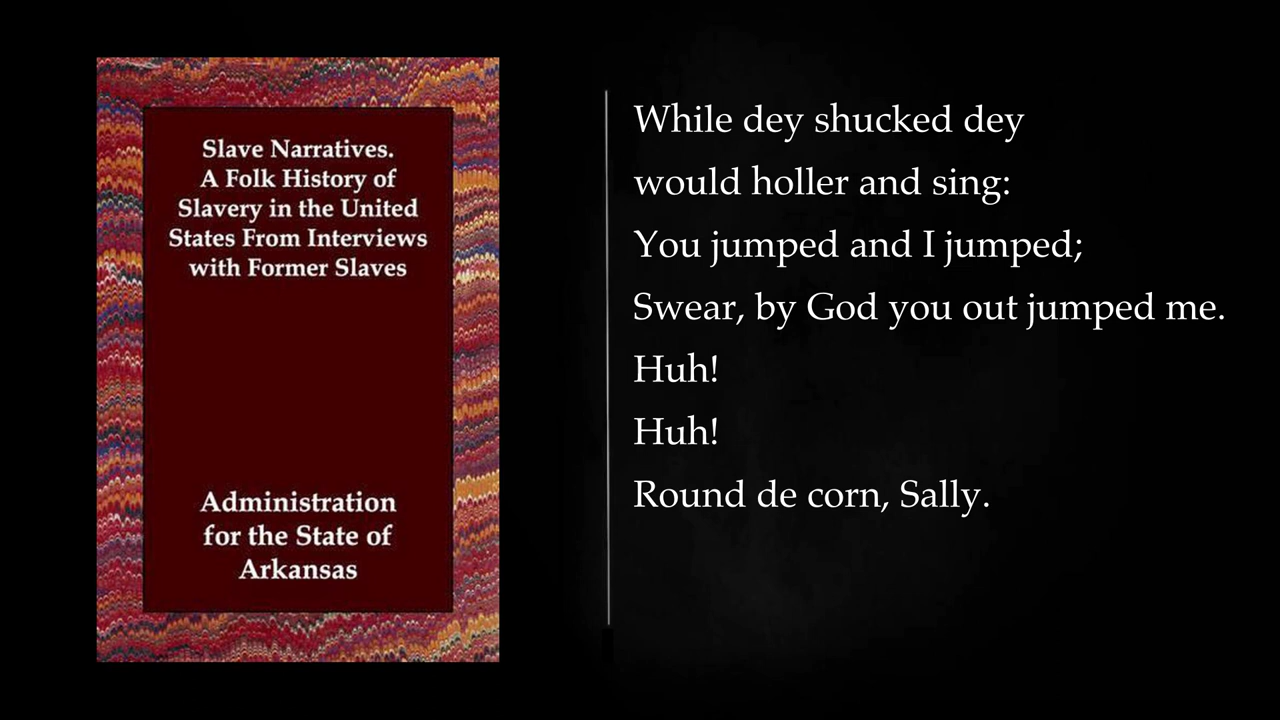 Slave Narratives.
A Folk History of
Slavery in the United
States From Interviews
with Former Slaves
Administration
for the State of
Arkansas
While dey shucked dey
would holler and sing:
You jumped and I jumped;
Swear, by God you out jumped me.
Huh!
Huh!
Round de corn, Sally.